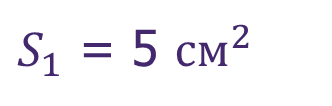 S₁ = 5 см²